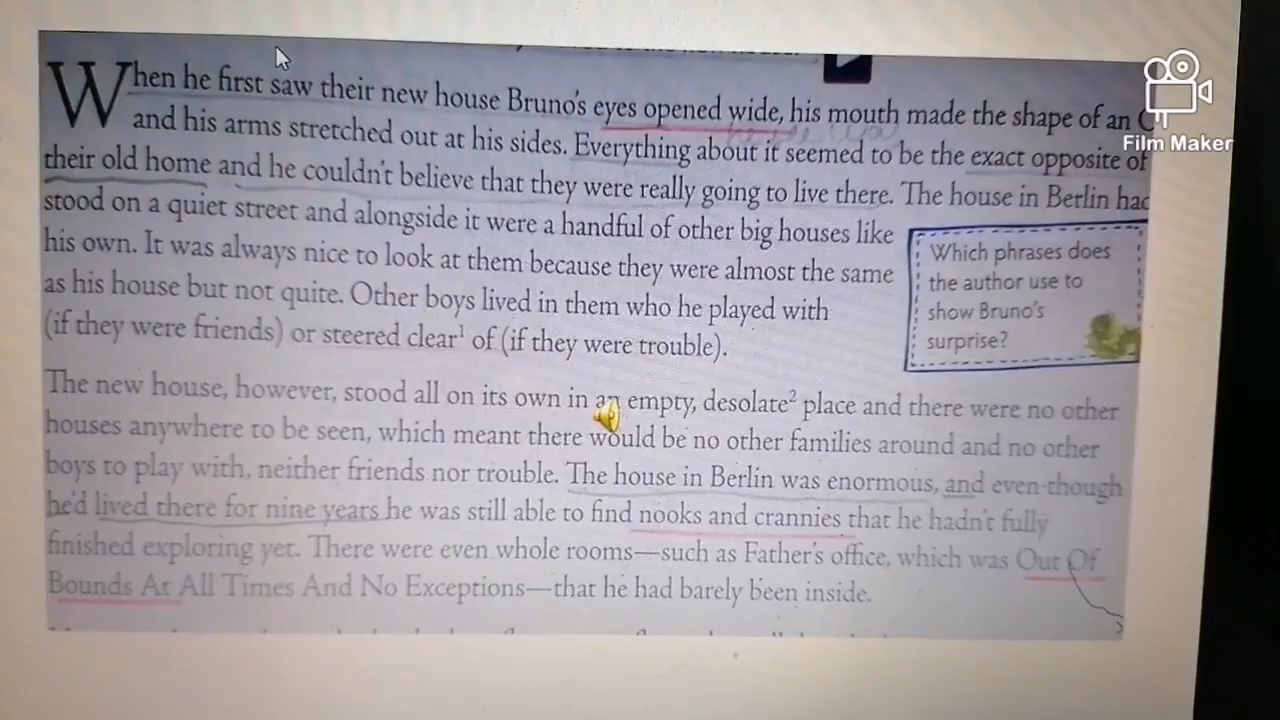 When he first saw their new house Bruno's eyes opened wide, his mouth made the shape of an O
and his arms stretched out at his sides. Everything about it seemed to be the exact opposite of
their old home and he couldn't believe that they were really going to live there. The house in Berlin had
stood on a quiet street and alongside it were a handful of other big houses like
his own. It was always nice to look at them because they were almost the same
as his house but not quite. Other boys lived in them who he played with
(if they were friends) or steered clear¹ of (if they were trouble).
Which phrases does
the author use to
show Bruno's
surprise?
The new house, however, stood all on its own in an empty, desolate² place and there were no other
houses anywhere to be seen, which meant there would be no other families around and no other
boys to play with, neither friends nor trouble. The house in Berlin was enormous, and even though
he'd lived there for nine years he was still able to find nooks and crannies that he hadn't fully
finished exploring yet. There were even whole rooms—such as Father's office, which was Out Of
Bounds At All Times And No Exceptions—that he had barely been inside.
Film Maker